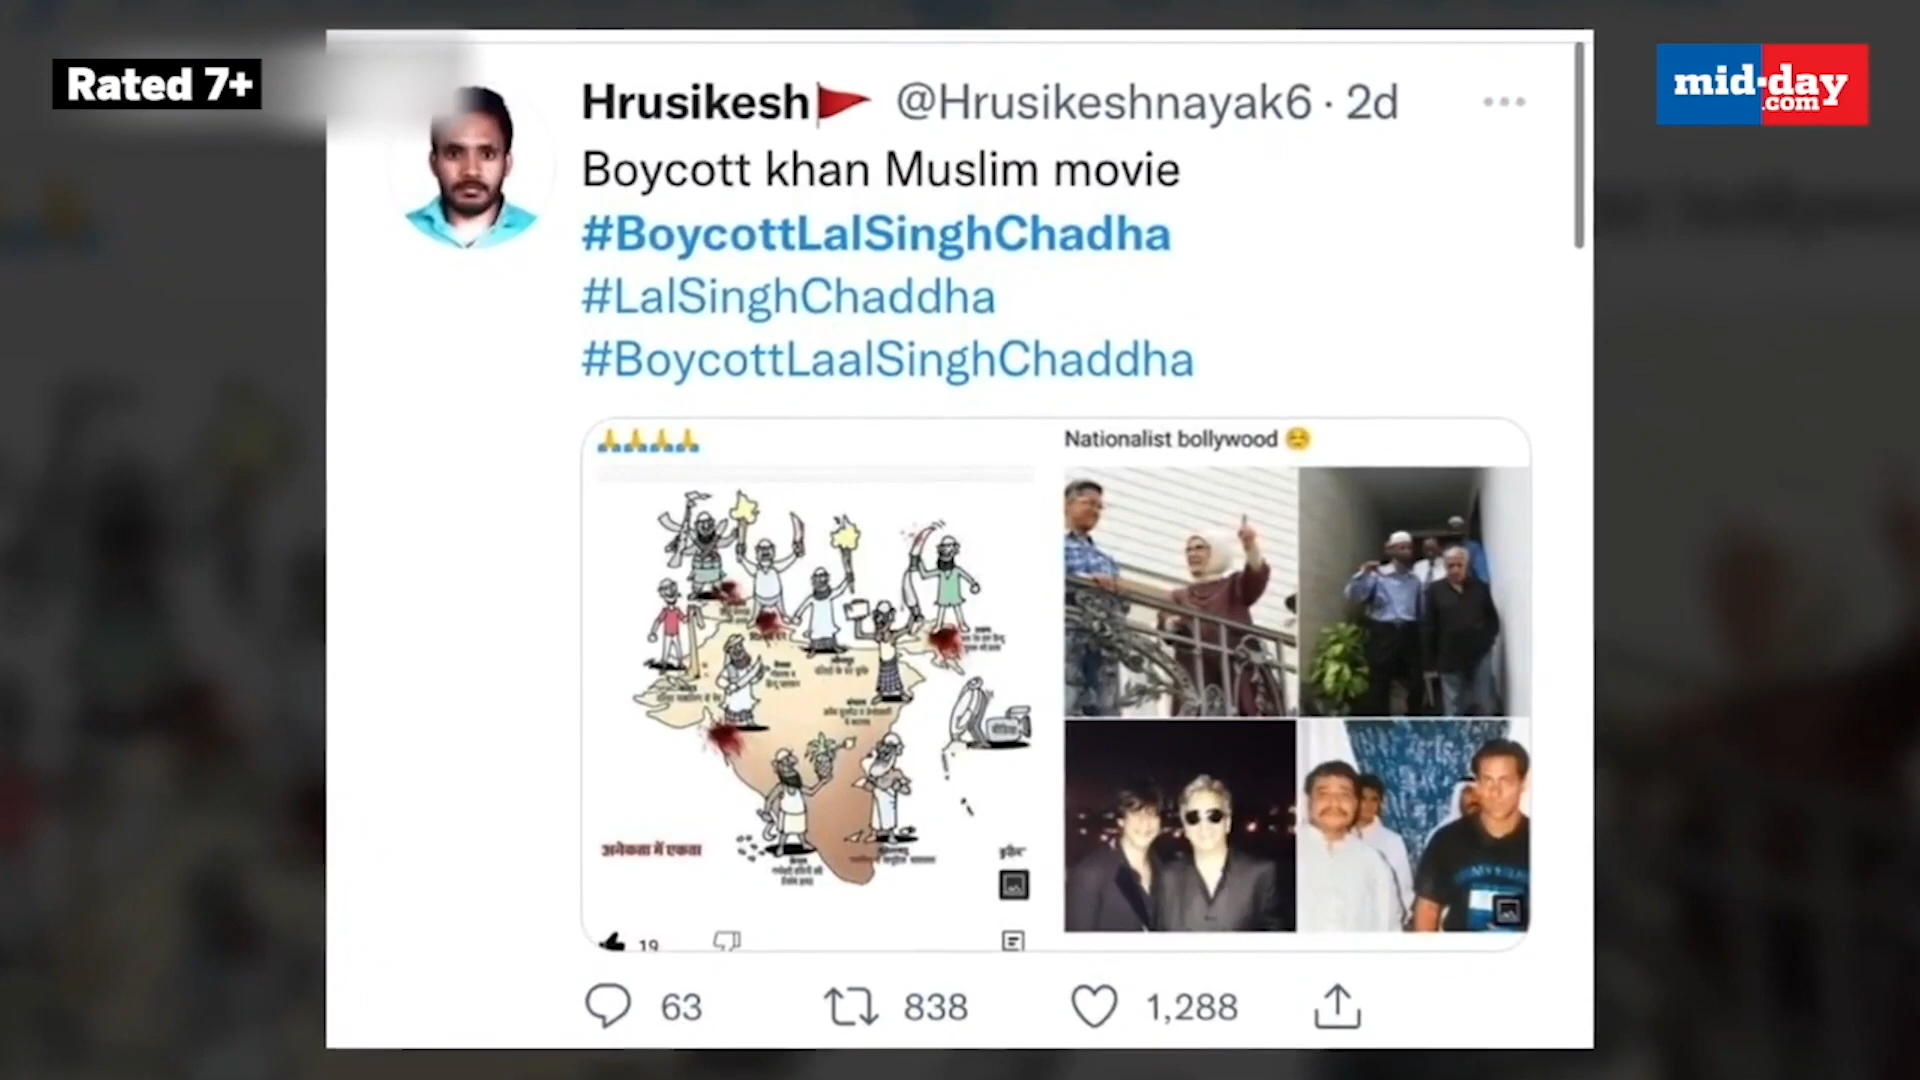 Rated 7+
mid-day
.com
Hrusikesh @Hrusikeshnayak6 · 2d
Boycott khan Muslim movie
#BoycottLalSinghChadha
#LalSinghChaddha
#BoycottLaalSinghChaddha
Nationalist bollywood
अनेकता में एकता
19
63
838
1,288